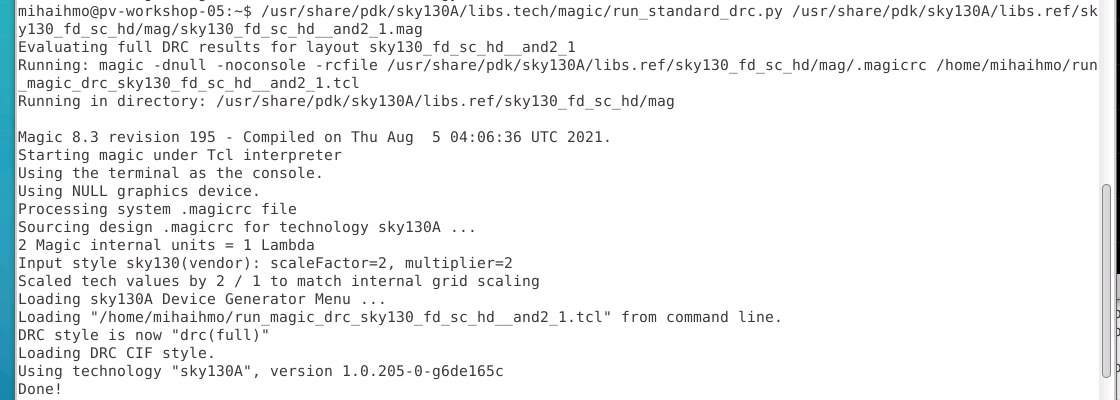 mihaihmo@pv-workshop-05:~$ /usr/share/pdk/sky130A/libs.tech/magic/run_standard_drc.py /usr/share/pdk/sky130A/libs.ref/sk
y130_fd_sc_hd/mag/sky130_fd_sc_hd__and2_1.mag
Evaluating full DRC results for layout sky130_fd_sc_hd__and2_1
Running: magic -dnull -noconsole -rcfile /usr/share/pdk/sky130A/libs.ref/sky130_fd_sc_hd/mag/.magicrc /home/mihaihmo/run
_magic_drc_sky130_fd_sc_hd__and2_1.tcl
Running in directory: /usr/share/pdk/sky130A/libs.ref/sky130_fd_sc_hd/mag

Magic 8.3 revision 195 - Compiled on Thu Aug  5 04:06:36 UTC 2021.
Starting magic under Tcl interpreter
Using the terminal as the console.
Using NULL graphics device.
Processing system .magicrc file
Sourcing design .magicrc for technology sky130A ...
2 Magic internal units = 1 Lambda
Input style sky130(vendor): scaleFactor=2, multiplier=2
Scaled tech values by 2 / 1 to match internal grid scaling
Loading sky130A Device Generator Menu ...
Loading "/home/mihaihmo/run_magic_drc_sky130_fd_sc_hd__and2_1.tcl" from command line.
DRC style is now "drc(full)"
Loading DRC CIF style.
Using technology "sky130A", version 1.0.205-0-g6de165c
Done!